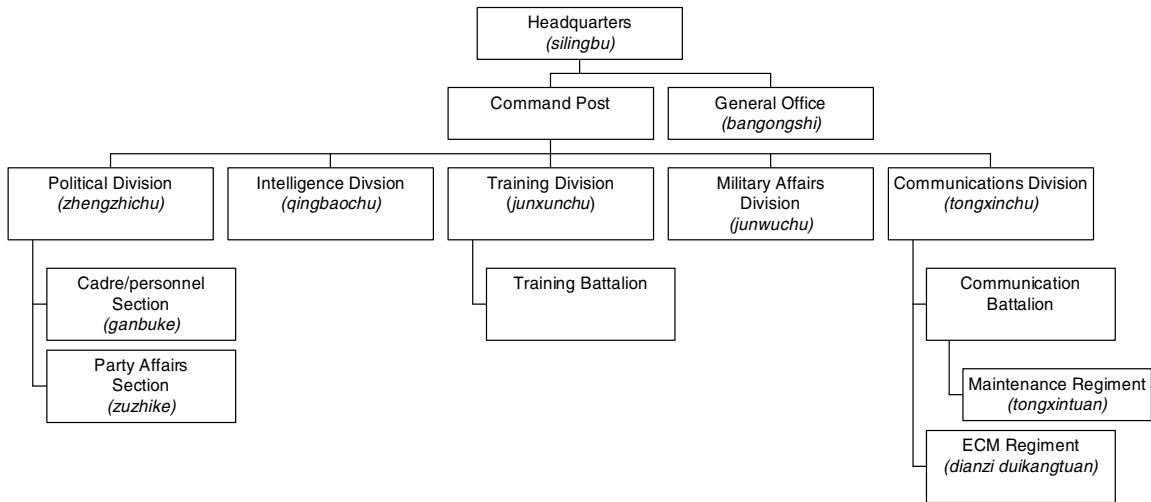 Headquarters
(silingbu)
Command Post
General Office
(bangongshi)
Political Division
(zhengzhichu)
Intelligence Divsion
(qingbaochu)
Training Division
(junxunchu)
Military Affairs
Division
(junwuchu)
Communications Division
(tongxinchu)
Cadre/personnel
Section
(ganbuke)
Training Battalion
Communication
Battalion
Party Affairs
Section
(zuzhike)
Maintenance Regiment
(tongxintuan)
ECM Regiment
(dianzi duikangtuan)